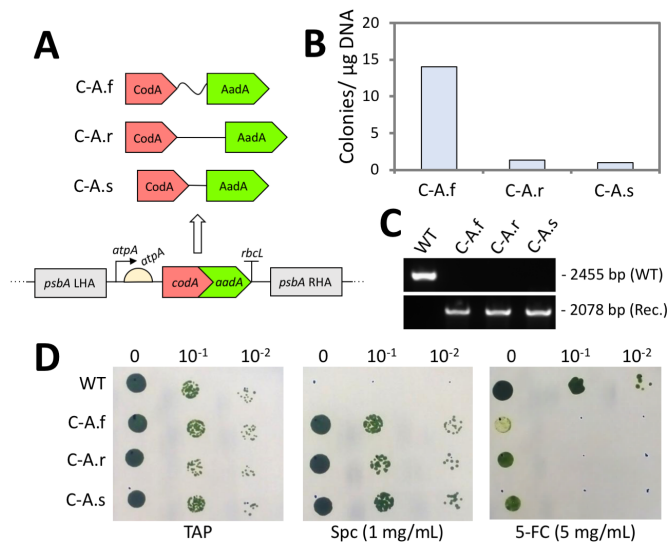 A
C-A.f CodA AadA
C-A.r CodA AadA
C-A.s CodA AadA
atpA atpA rbcL
psbA LHA codA aadA psbA RHA
B
Colonies/ µg DNA
20
15
10
5
0
C-A.f C-A.r C-A.s
C
WT C-A.f C-A.r C-A.s
- 2455 bp (WT)
- 2078 bp (Rec.)
D
0 10⁻¹ 10⁻² 0 10⁻¹ 10⁻² 0 10⁻¹ 10⁻²
WT
C-A.f
C-A.r
C-A.s
TAP Spc (1 mg/mL) 5-FC (5 mg/mL)